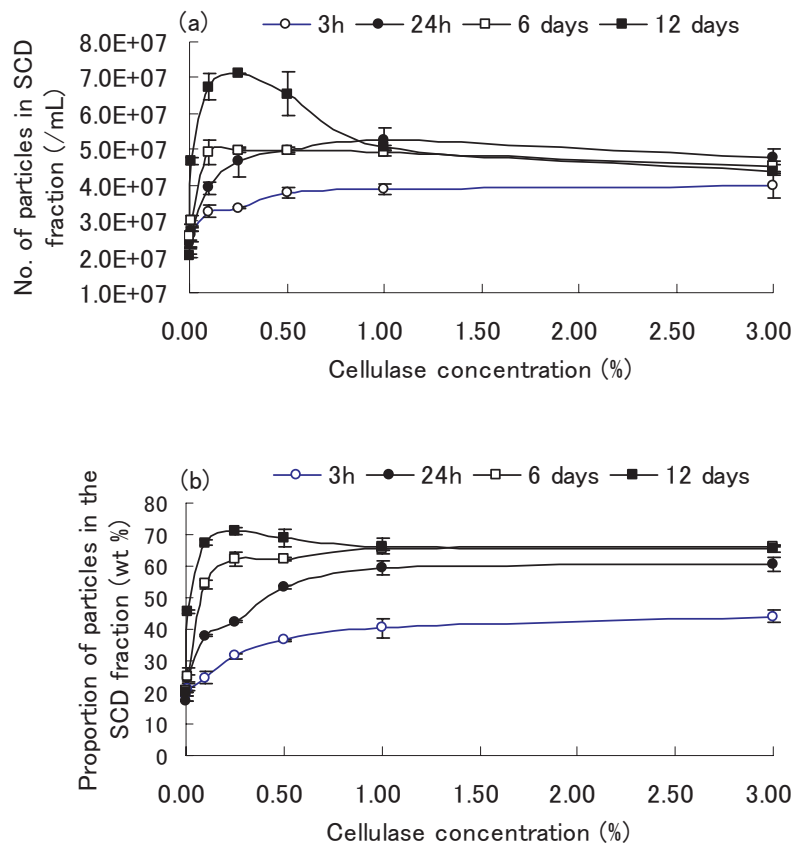 (a)
3h 24h 6 days 12 days
No. of particles in SCD
fraction (/mL)
8.0E+07
7.0E+07
6.0E+07
5.0E+07
4.0E+07
3.0E+07
2.0E+07
1.0E+07
0.00 0.50 1.00 1.50 2.00 2.50 3.00
Cellulase concentration (%)
(b)
3h 24h 6 days 12 days
Proportion of particles in the
SCD fraction (wt %)
80
70
60
50
40
30
20
10
0
0.00 0.50 1.00 1.50 2.00 2.50 3.00
Cellulase concentration (%)